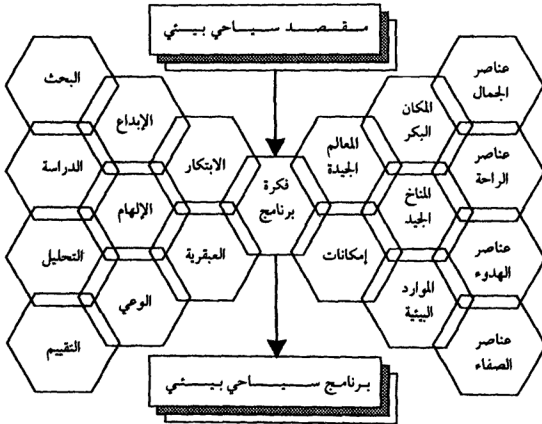 مقصد سياحي بيئي
عناصر
الجمال
عناصر
الراحة
عناصر
الهدوء
عناصر
الصفاء
المكان
البكر
المناخ
الجيد
الموارد
البيئية
المعالم
الجيدة
إمكانات
فكرة
برنامج
الابتكار
العبقرية
الإبداع
الإلهام
الوعي
البحث
الدراسة
التحليل
التقييم
برنامج سياحي بيئي